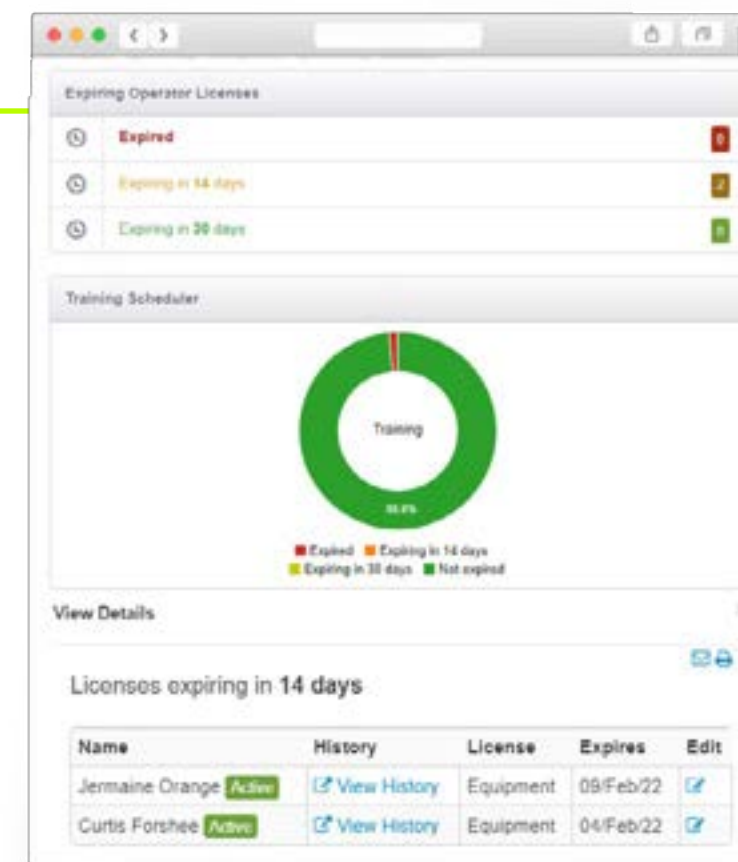 Expiring Operator Licenses
Expired 0
Expiring in 14 days 2
Expiring in 30 days
Training Scheduler
Training
Expired Expiring in 14 days
Expiring in 30 days Not expired
View Details
Licenses expiring in 14 days
Name History License Expires Edit
Jermaine Orange Active View History Equipment 09/Feb/22
Curtis Forshee Active View History Equipment 04/Feb/22